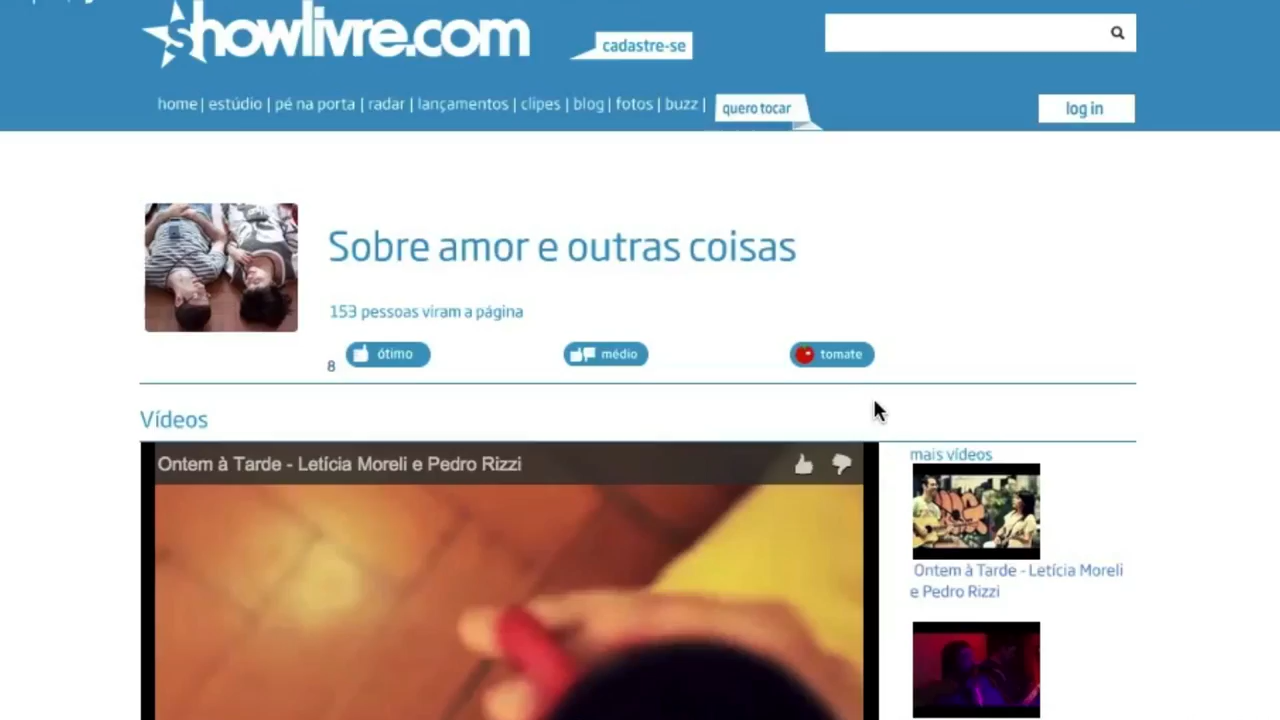 showlivre.com
cadastre-se
home| estúdio | pé na porta | radar | lançamentos | clipes | blog | fotos | buzz |
quero tocar
log in
Sobre amor e outras coisas
153 pessoas viram a página
8 ótimo médio tomate
Vídeos
Ontem à Tarde - Letícia Moreli e Pedro Rizzi
mais vídeos
Ontem à Tarde - Letícia Moreli
e Pedro Rizzi